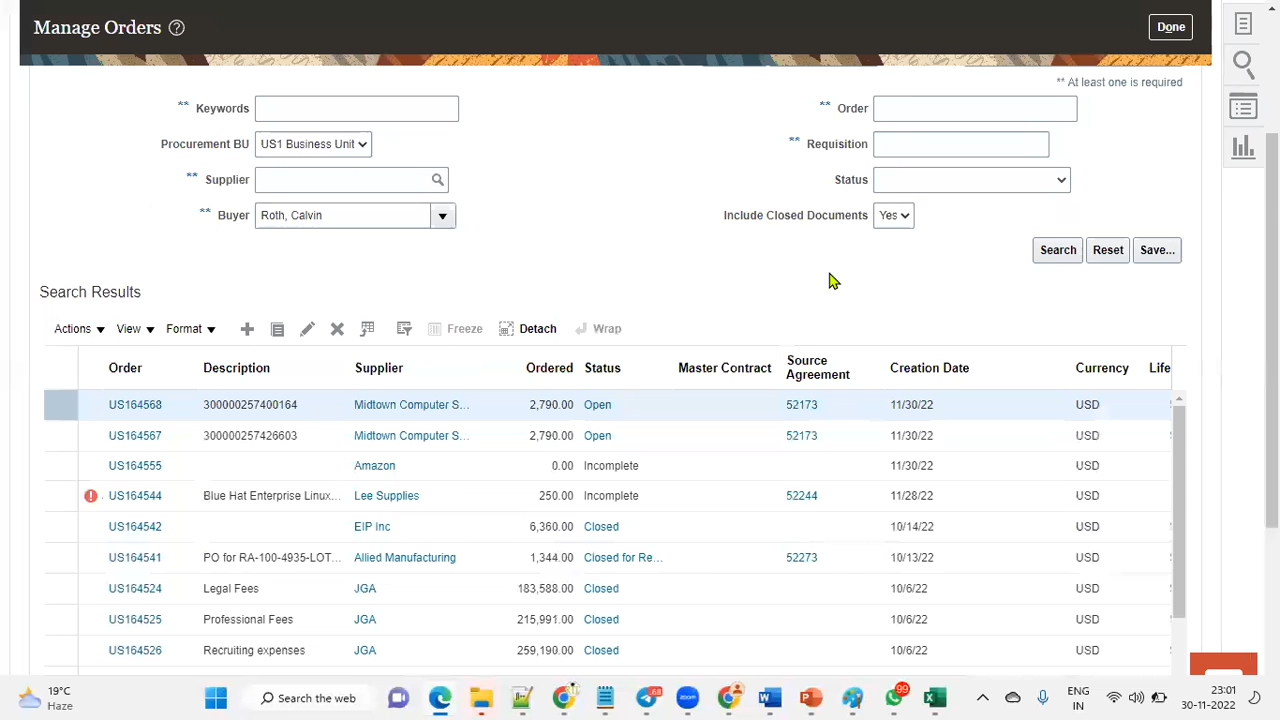 Manage Orders ?
Done
** At least one is required
** Keywords
** Order
Procurement BU US1 Business Unit
** Requisition
** Supplier
Status
** Buyer Roth, Calvin
Include Closed Documents Yes
Search Reset Save...
Search Results
Actions View Format Freeze Detach Wrap
Order Description Supplier Ordered Status Master Contract Source Agreement Creation Date Currency Life
US164568 300000257400164 Midtown Computer S... 2,790.00 Open 52173 11/30/22 USD
US164567 300000257426603 Midtown Computer S... 2,790.00 Open 52173 11/30/22 USD
US164555 Amazon 0.00 Incomplete 11/30/22 USD
US164544 Blue Hat Enterprise Linux... Lee Supplies 250.00 Incomplete 52244 11/28/22 USD
US164542 EIP inc 6,360.00 Closed 10/14/22 USD
US164541 PO for RA-100-4935-LOT... Allied Manufacturing 1,344.00 Closed for Re... 52273 10/13/22 USD
US164524 Legal Fees JGA 183,588.00 Closed 10/6/22 USD
US164525 Professional Fees JGA 215,991.00 Closed 10/6/22 USD
US164526 Recruiting expenses JGA 259,190.00 Closed 10/6/22 USD
19°C
Haze
Search the web
68
99
ENG
IN
23:01
30-11-2022